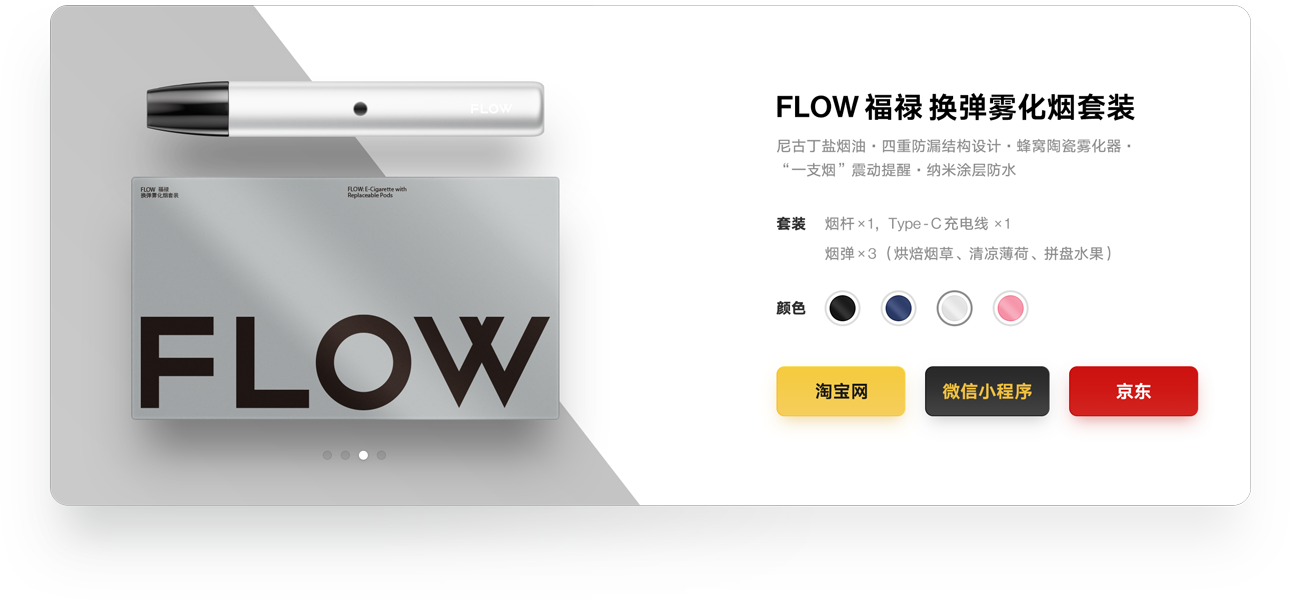 FLOW
FLOW 福禄
换弹雾化烟套装
FLOW: E-Cigarette with
Replaceable Pods
FLOW
FLOW 福禄 换弹雾化烟套装
尼古丁盐烟油・四重防漏结构设计・蜂窝陶瓷雾化器・
“一支烟”震动提醒・纳米涂层防水
套装 烟杆×1, Type-C充电线 ×1
烟弹×3（烘焙烟草、清凉薄荷、拼盘水果）
颜色
淘宝网 微信小程序 京东